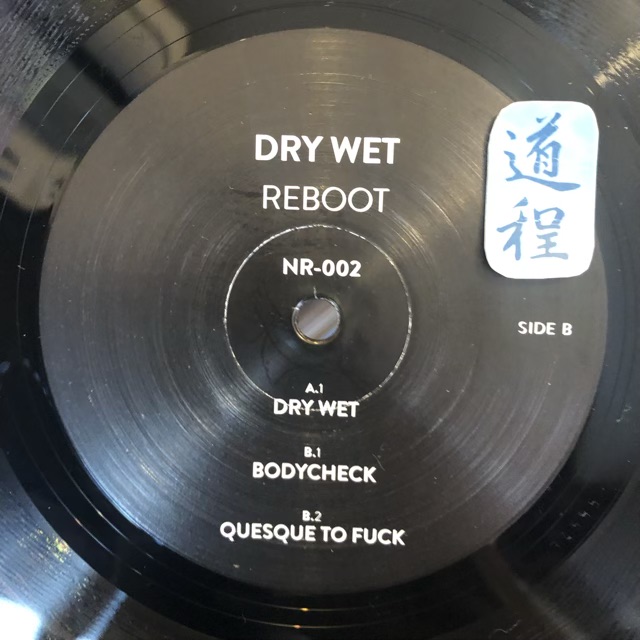 DRY WET
REBOOT
道程
NR-002
SIDE B
A.1
DRY WET
B.1
BODYCHECK
B.2
QUESQUE TO FUCK